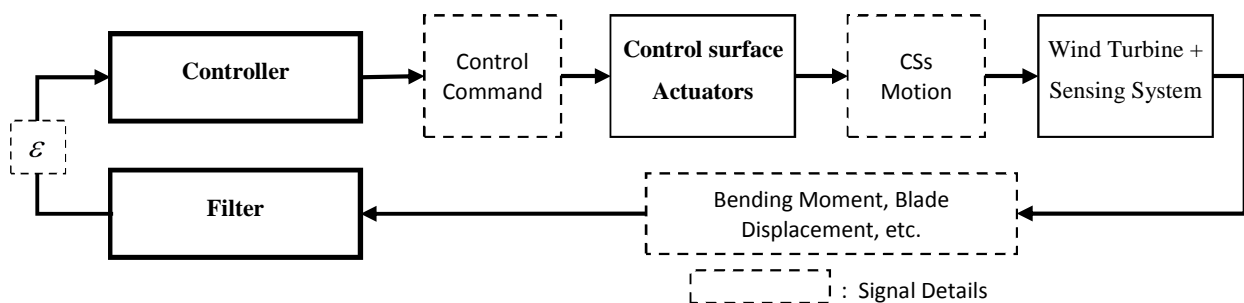 Controller
Control
Command
Control surface
Actuators
CSs
Motion
Wind Turbine +
Sensing System
ε
Filter
Bending Moment, Blade
Displacement, etc.
: Signal Details